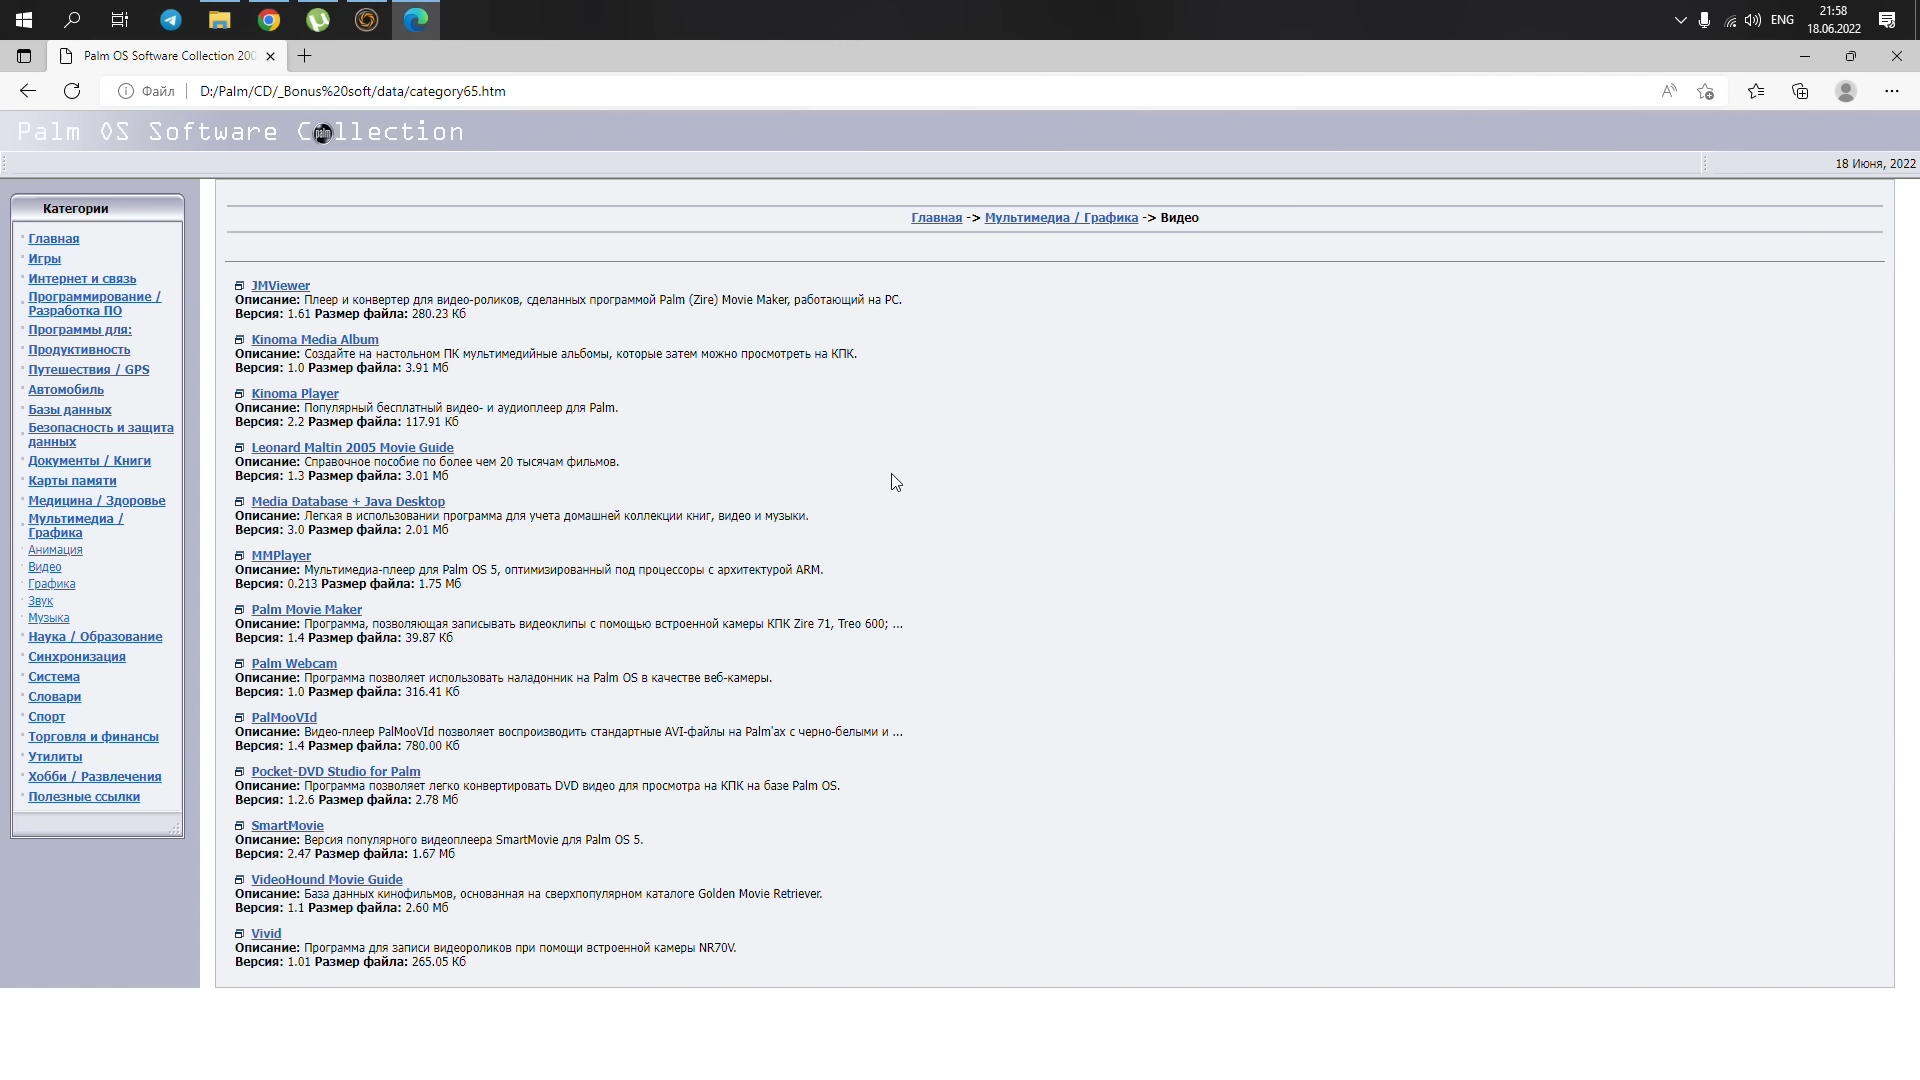 ENG
21:58
18.06.2022
Palm OS Software Collection 200
Файл
D:/Palm/CD/_Bonus%20soft/data/category65.htm
Palm OS Software Collection
18 Июня, 2022
Категории
Главная
Игры
Интернет и связь
Программирование /
Разработка ПО
Программы для:
Продуктивность
Путешествия / GPS
Автомобиль
Базы данных
Безопасность и защита
данных
Документы / Книги
Карты памяти
Медицина / Здоровье
Мультимедиа /
Графика
Анимация
Видео
Графика
Звук
Музыка
Наука / Образование
Синхронизация
Система
Словари
Спорт
Торговля и финансы
Утилиты
Хобби / Развлечения
Полезные ссылки
Главная -> Мультимедиа / Графика -> Видео
JMViewer
Описание: Плеер и конвертер для видео-роликов, сделанных программой Palm (Zire) Movie Maker, работающий на PC.
Версия: 1.61 Размер файла: 280.23 Кб
Kinoma Media Album
Описание: Создайте на настольном ПК мультимедийные альбомы, которые затем можно просмотреть на КПК.
Версия: 1.0 Размер файла: 3.91 Мб
Kinoma Player
Описание: Популярный бесплатный видео- и аудиоплеер для Palm.
Версия: 2.2 Размер файла: 117.91 Кб
Leonard Maltin 2005 Movie Guide
Описание: Справочное пособие по более чем 20 тысячам фильмов.
Версия: 1.3 Размер файла: 3.01 Мб
Media Database + Java Desktop
Описание: Легкая в использовании программа для учета домашней коллекции книг, видео и музыки.
Версия: 3.0 Размер файла: 2.01 Мб
MMPlayer
Описание: Мультимедиа-плеер для Palm OS 5, оптимизированный под процессоры с архитектурой ARM.
Версия: 0.213 Размер файла: 1.75 Мб
Palm Movie Maker
Описание: Программа, позволяющая записывать видеоклипы с помощью встроенной камеры КПК Zire 71, Treo 600; ...
Версия: 1.4 Размер файла: 39.87 Кб
Palm Webcam
Описание: Программа позволяет использовать наладонник на Palm OS в качестве веб-камеры.
Версия: 1.0 Размер файла: 316.41 Кб
PalMooVId
Описание: Видео-плеер PalMooVId позволяет воспроизводить стандартные AVI-файлы на Palm'ах с черно-белыми и ...
Версия: 1.4 Размер файла: 780.00 Кб
Pocket-DVD Studio for Palm
Описание: Программа позволяет легко конвертировать DVD видео для просмотра на КПК на базе Palm OS.
Версия: 1.2.6 Размер файла: 2.78 Мб
SmartMovie
Описание: Версия популярного видеоплеера SmartMovie для Palm OS 5.
Версия: 2.47 Размер файла: 1.67 Мб
VideoHound Movie Guide
Описание: База данных кинофильмов, основанная на сверхпопулярном каталоге Golden Movie Retriever.
Версия: 1.1 Размер файла: 2.60 Мб
Vivid
Описание: Программа для записи видеороликов при помощи встроенной камеры NR70V.
Версия: 1.01 Размер файла: 265.05 Кб